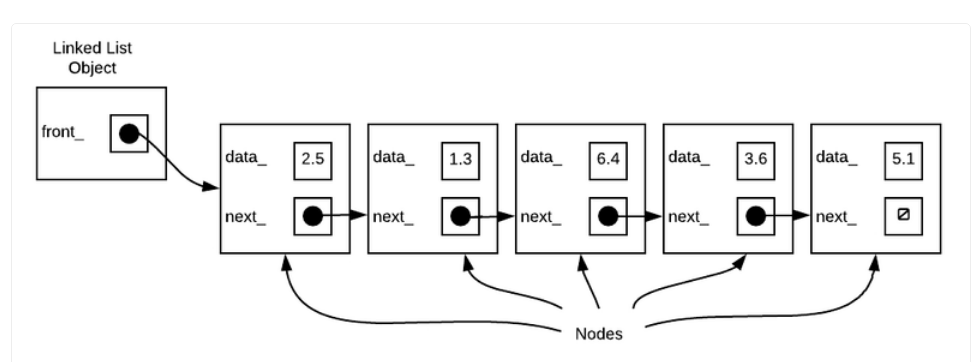 Linked List
Object
front_
data_ 2.5
next_
data_ 1.3
next_
data_ 6.4
next_
data_ 3.6
next_
data_ 5.1
next_
Nodes